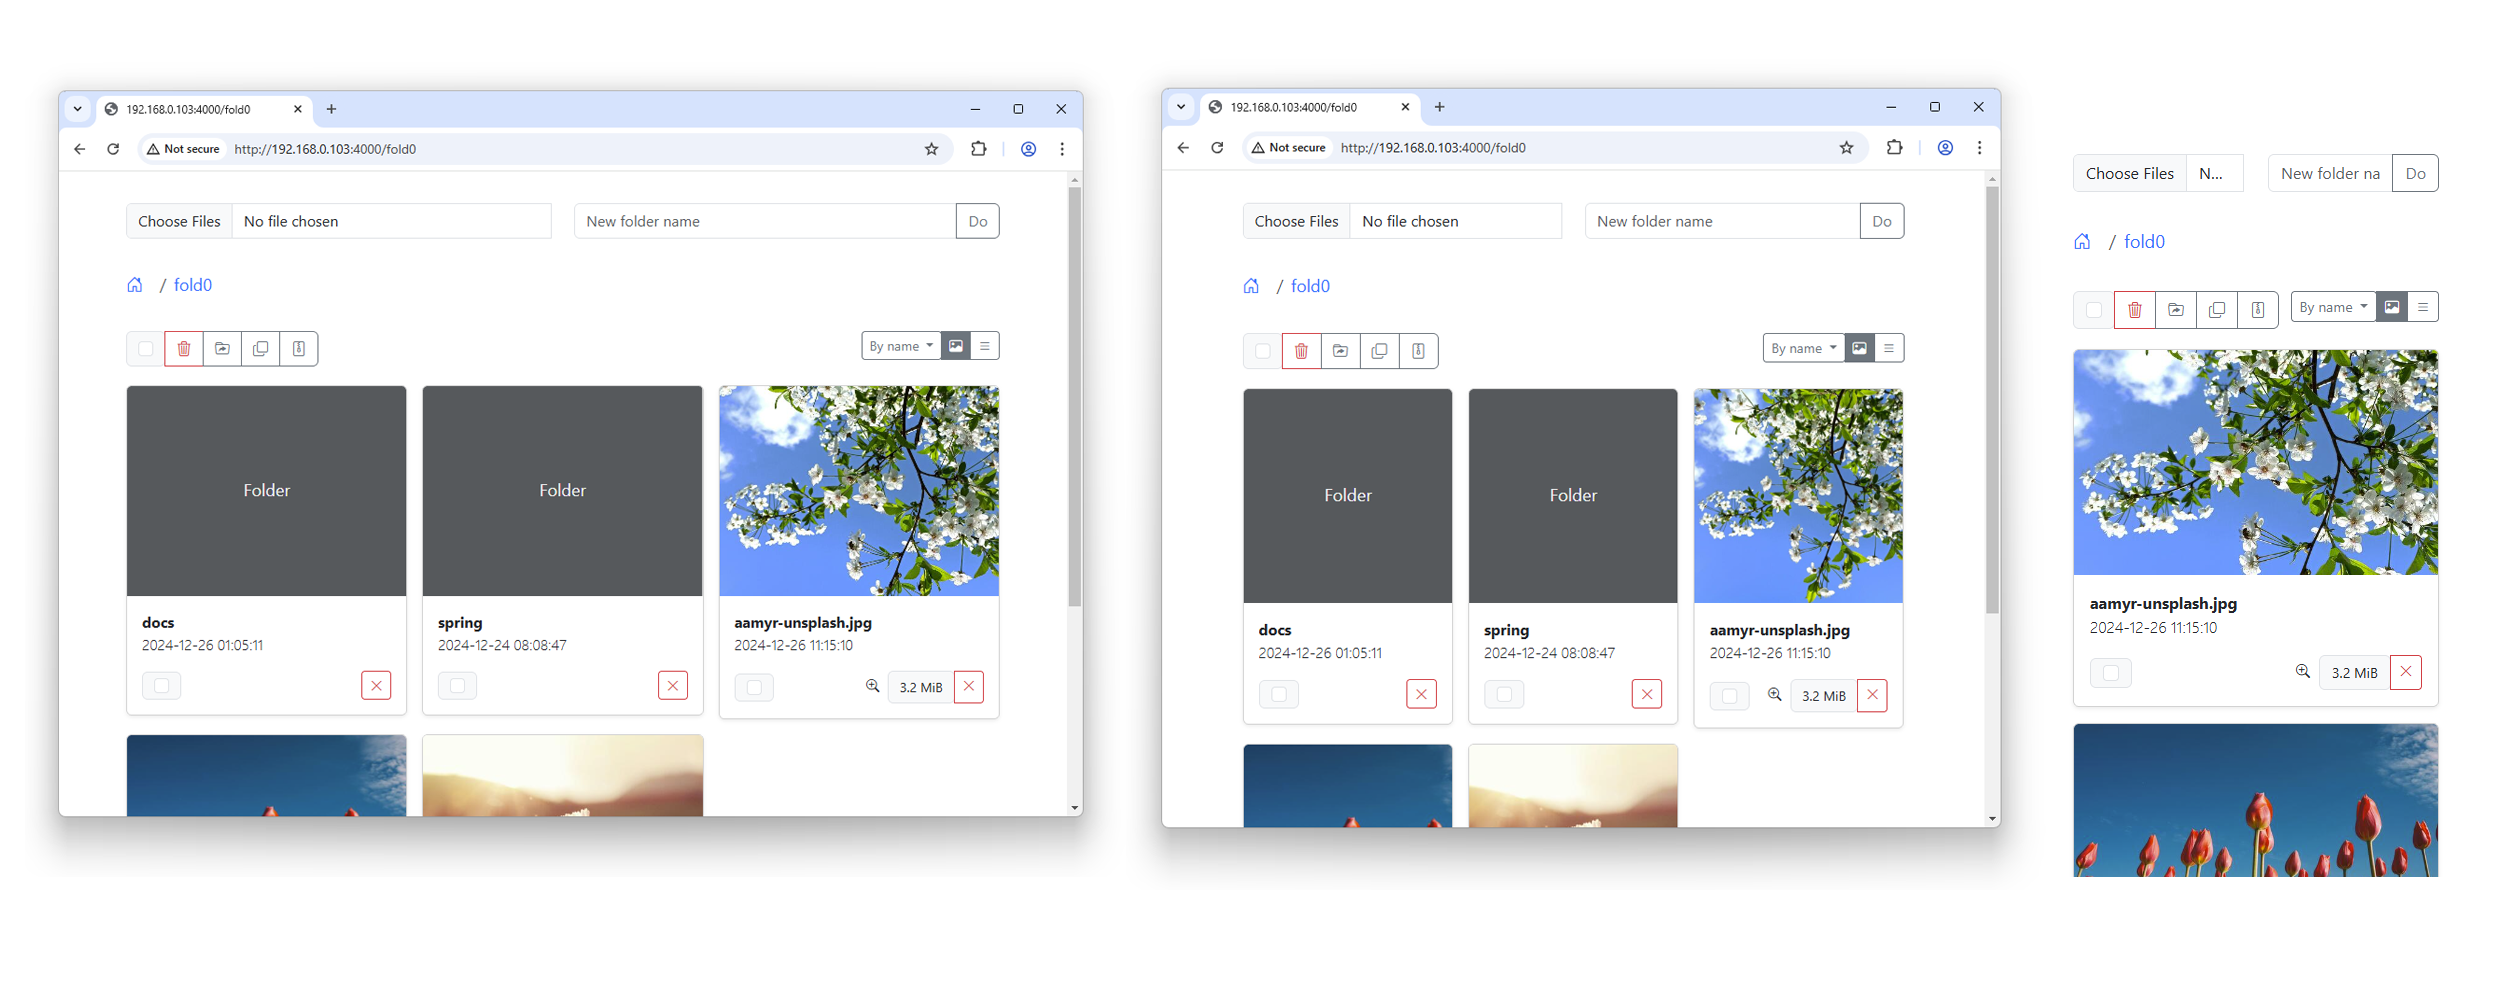 192.168.0.103:4000/fold0
Not secure http://192.168.0.103:4000/fold0
Choose Files No file chosen New folder name Do
/ fold0
By name
Folder Folder
docs spring aamyr-unsplash.jpg
2024-12-26 01:05:11 2024-12-24 08:08:47 2024-12-26 11:15:10
3.2 MiB
192.168.0.103:4000/fold0
Not secure http://192.168.0.103:4000/fold0
Choose Files No file chosen New folder name Do
/ fold0
By name
Folder Folder
docs spring aamyr-unsplash.jpg
2024-12-26 01:05:11 2024-12-24 08:08:47 2024-12-26 11:15:10
3.2 MiB
Choose Files N... New folder na Do
/ fold0
By name
aamyr-unsplash.jpg
2024-12-26 11:15:10
3.2 MiB